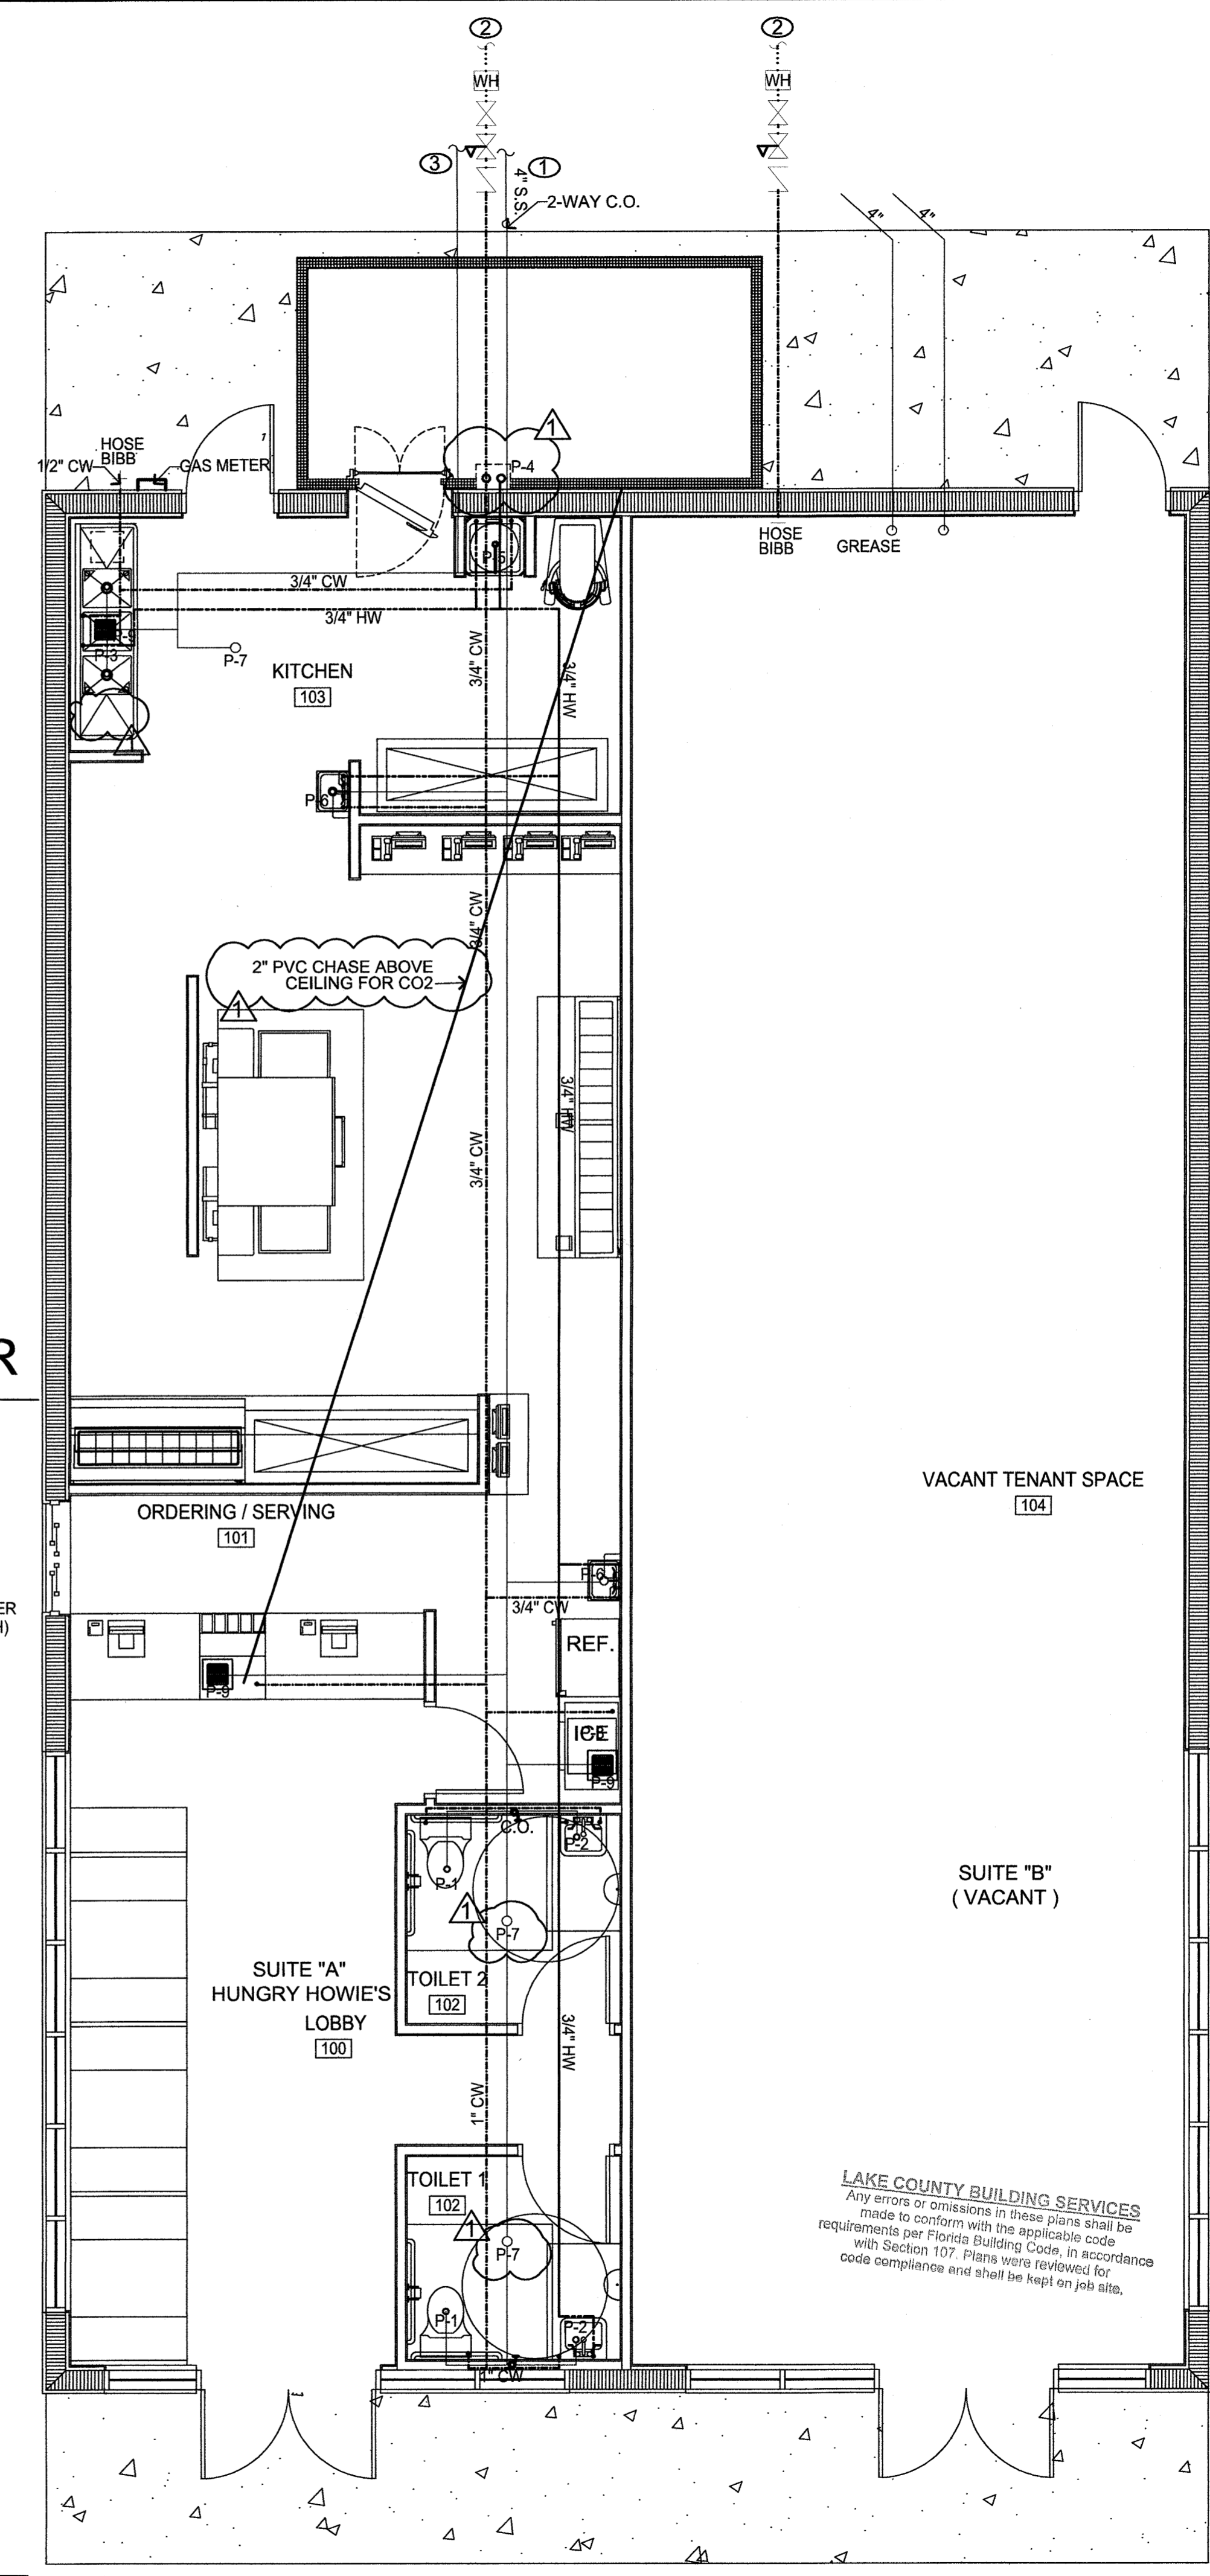 2
2
WH
WH
3
1
4" S.S.
2-WAY C.O.
4"
4"
1
HOSE
BIBB
1/2" CW
GAS METER
1
P-4
HOSE
BIBB
GREASE
P-5
3/4" CW
3/4" HW
P-3
P-7
3/4" CW
3/4" HW
KITCHEN
103
1
P-6
3/4" CW
2" PVC CHASE ABOVE
CEILING FOR CO2
1
3/4" HW
3/4" CW
R
VACANT TENANT SPACE
104
ORDERING / SERVING
101
P-6
3/4" CW
ER
H)
REF.
P-9
ICE
P-9
C.O.
P-2
P-1
1
P-7
SUITE "B"
( VACANT )
SUITE "A"
HUNGRY HOWIE'S
LOBBY
100
TOILET 2
102
3/4" HW
1" CW
TOILET 1
102
1
P-7
P-1
P-2
1" CW
LAKE COUNTY BUILDING SERVICES
Any errors or omissions in these plans shall be
made to conform with the applicable code
requirements per Florida Building Code, in accordance
with Section 107. Plans were reviewed for
code compliance and shall be kept on job site.